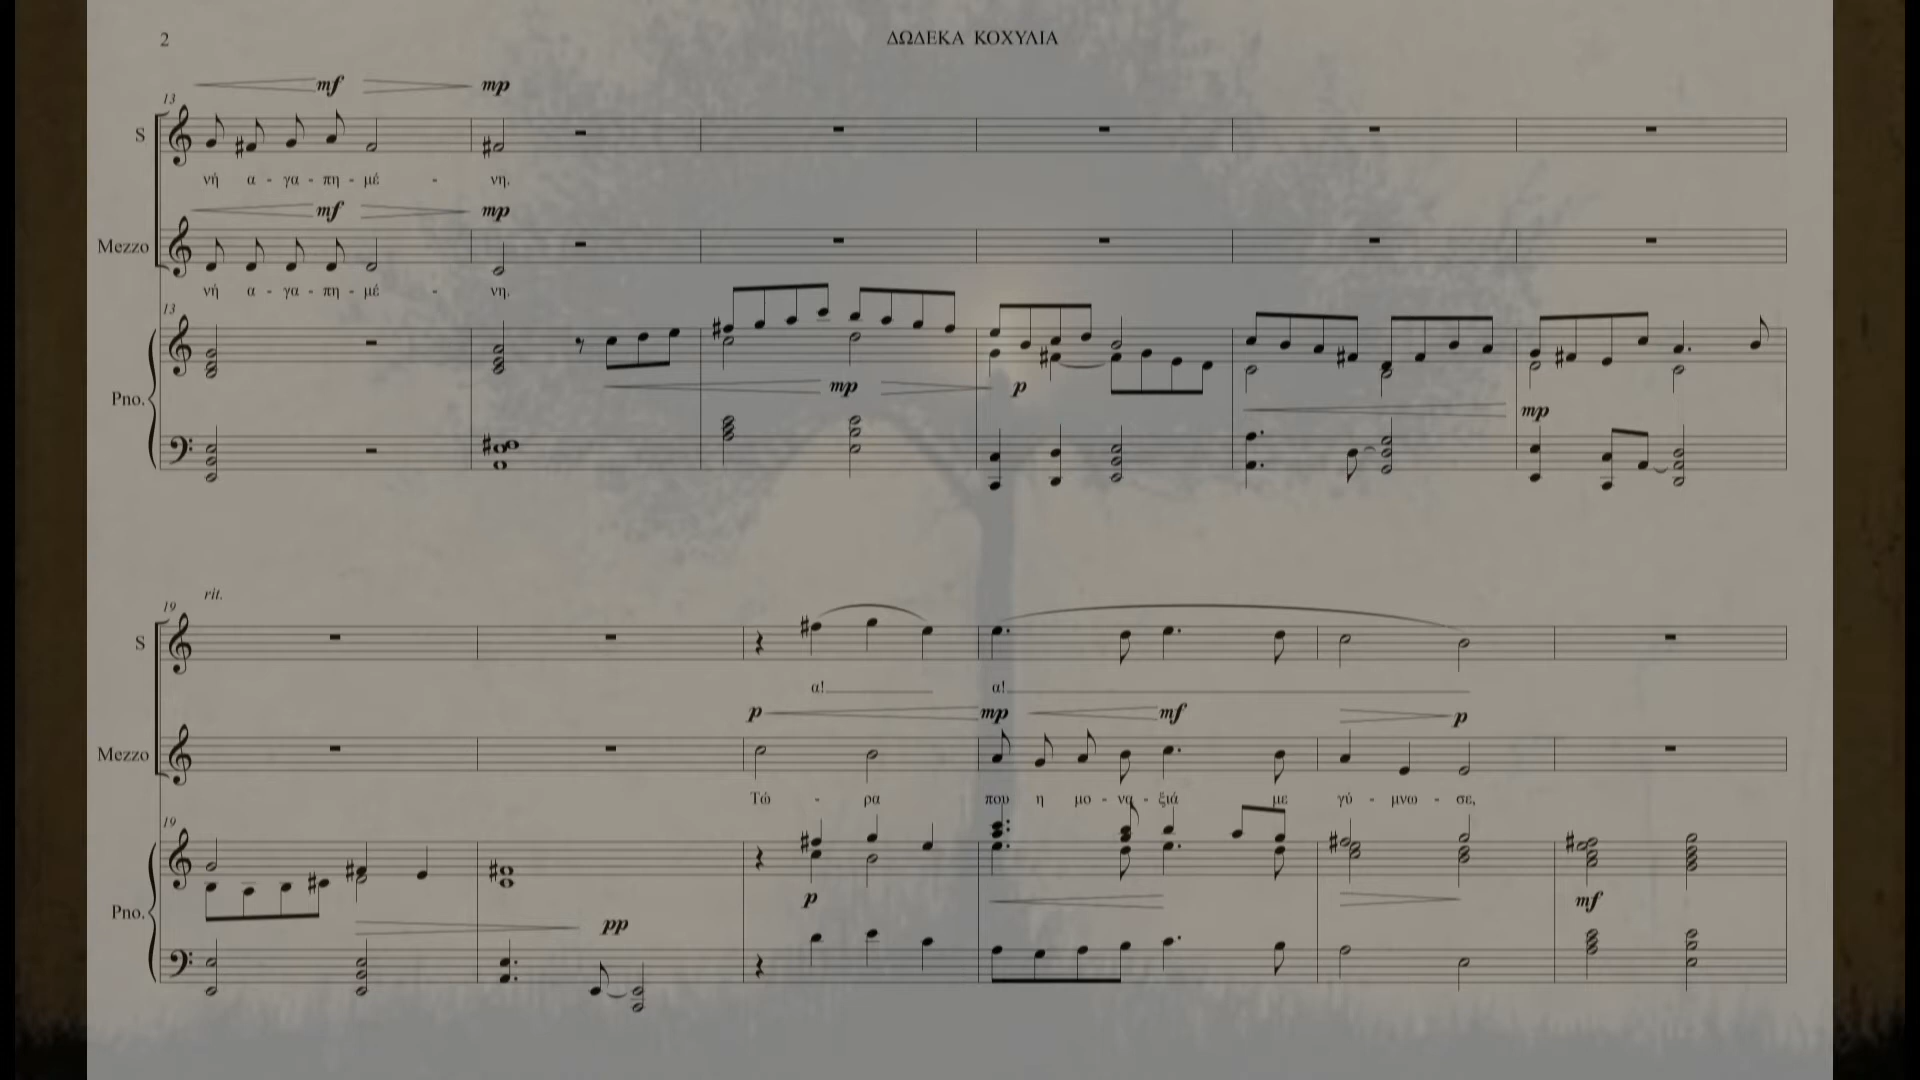 2
ΔΩΔΕΚΑ ΚΟΧΥΛΙΑ
mf mp
13
S
νή α - γα - πη - μέ - νη.
mf mp
Mezzo
νή α - γα - πη - μέ - νη.
13
Pno.
mp p mp
19 rit.
S
α! α!
p mp mf p
Mezzo
Τώ - ρα που η μο - να - ξιά με γύ - μνω - σε,
19
Pno.
pp p mf